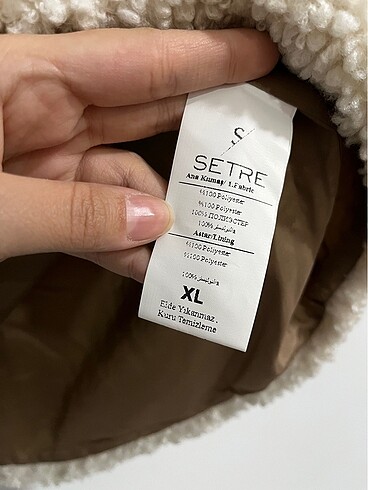 S
SETRE
Ana Kumaş/ 1.Fabric
%100 Polyester
%100 Polyester
100% ПОЛИЭСТЕР
Astar/Lining
%100 Polyester
%100 Polyester
XL
Elde Yıkanmaz.
Kuru Temizleme